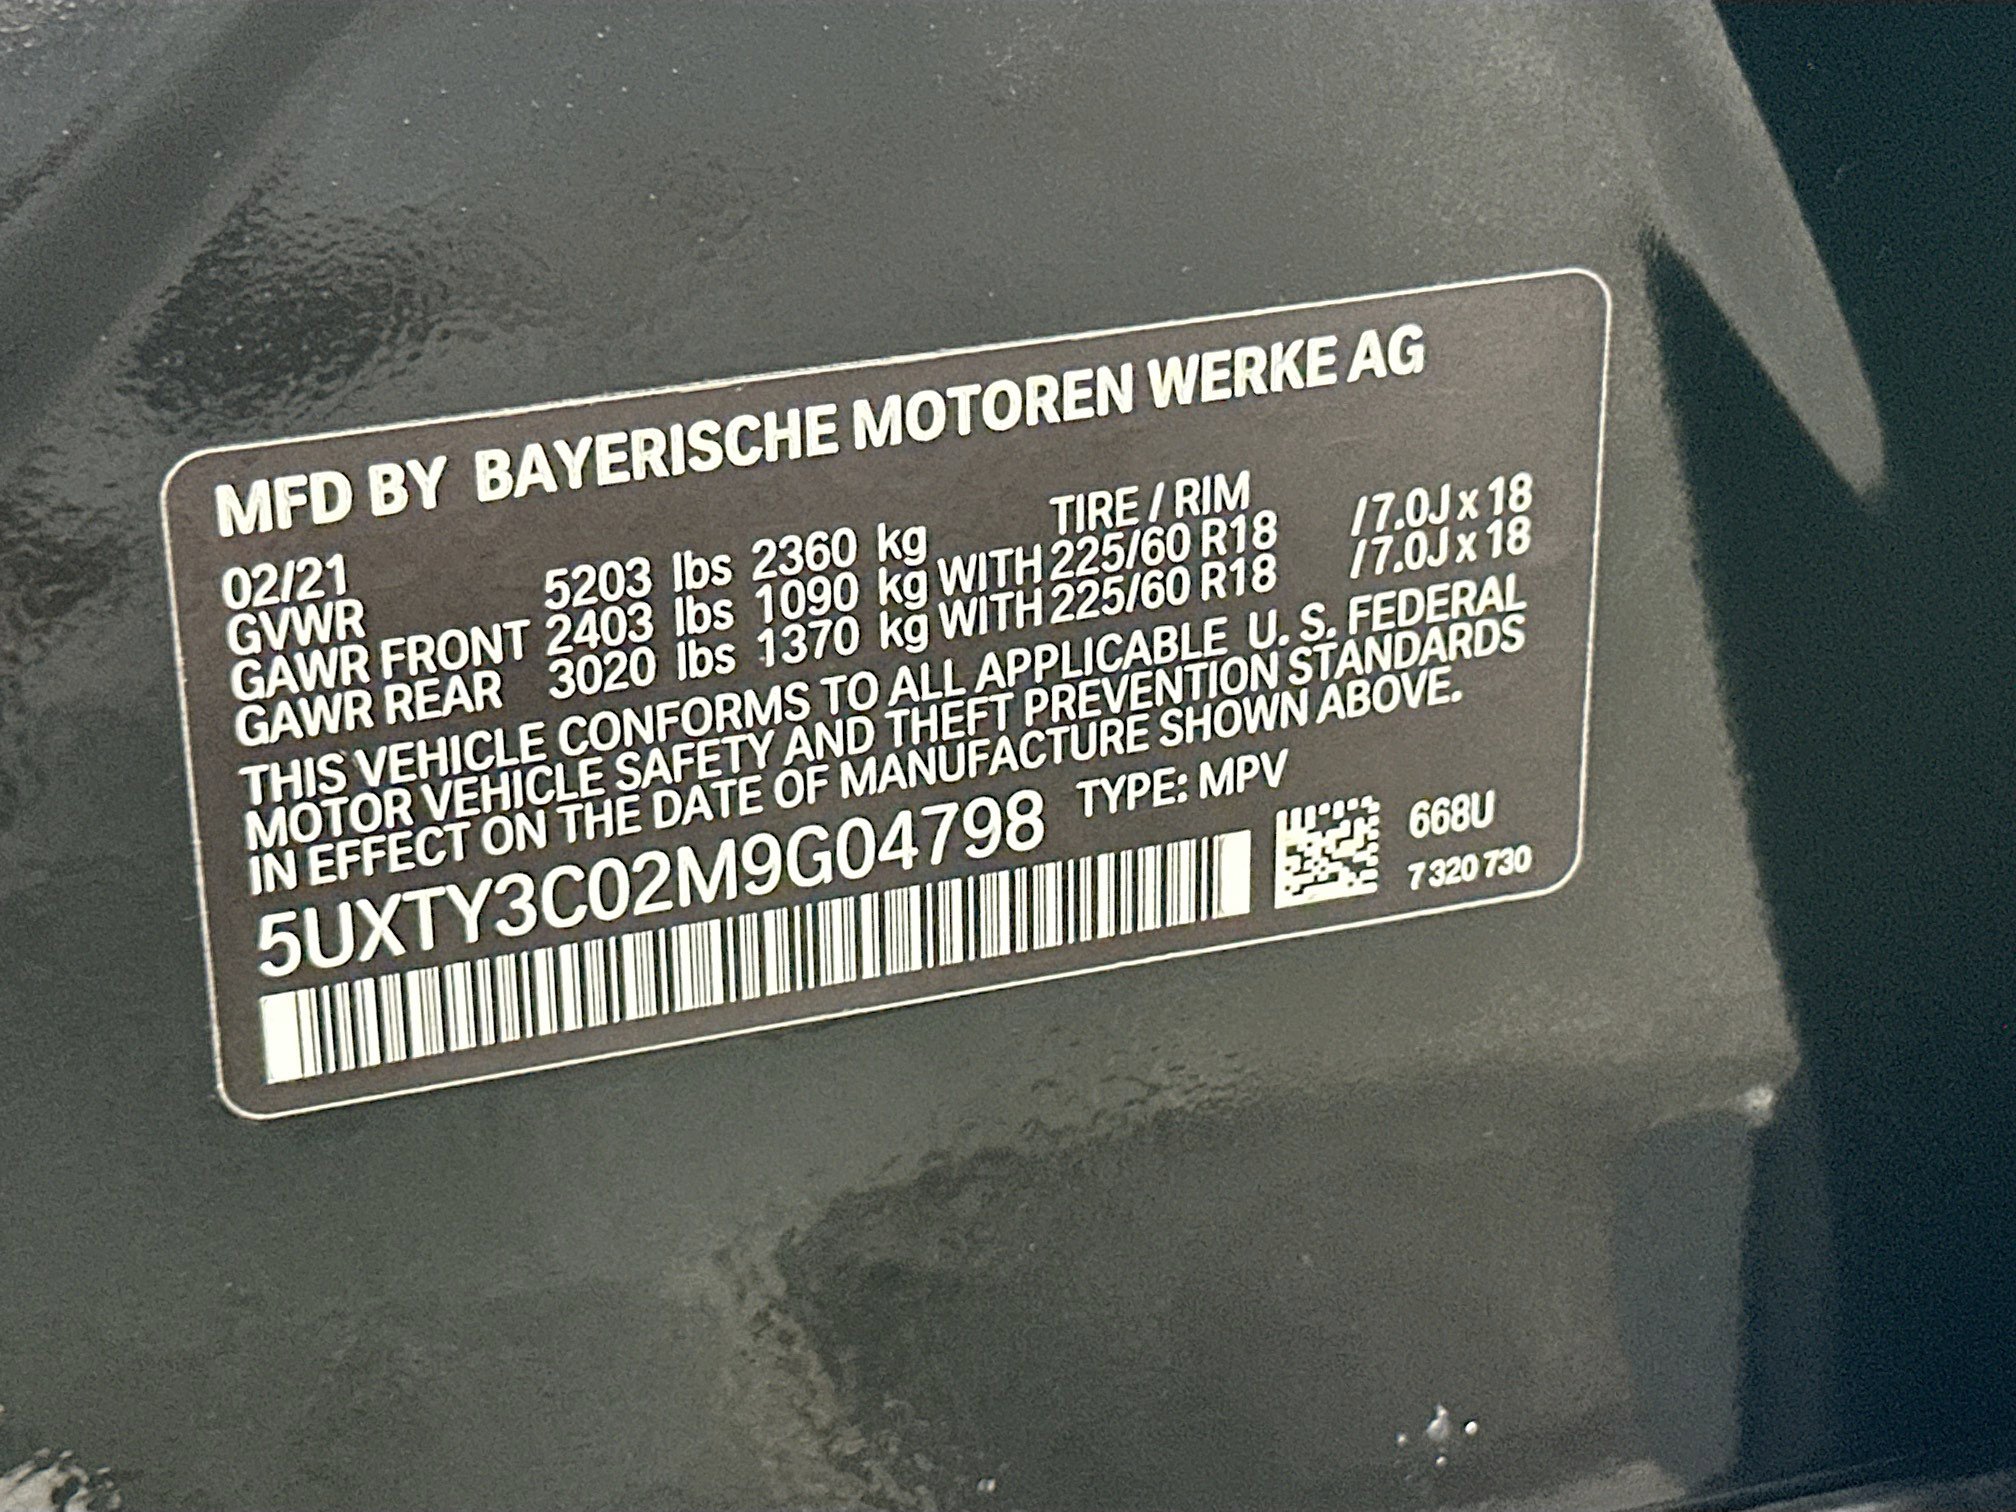 MFD BY BAYERISCHE MOTOREN WERKE AG
02/21 TIRE / RIM
GVWR 5203 lbs 2360 kg
GAWR FRONT 2403 lbs 1090 kg WITH 225/60 R18 /7.0J x 18
GAWR REAR 3020 lbs 1370 kg WITH 225/60 R18 /7.0J x 18
THIS VEHICLE CONFORMS TO ALL APPLICABLE U. S. FEDERAL
MOTOR VEHICLE SAFETY AND THEFT PREVENTION STANDARDS
IN EFFECT ON THE DATE OF MANUFACTURE SHOWN ABOVE.
5UXTY3C02M9G04798 TYPE: MPV
668U
7 320 730